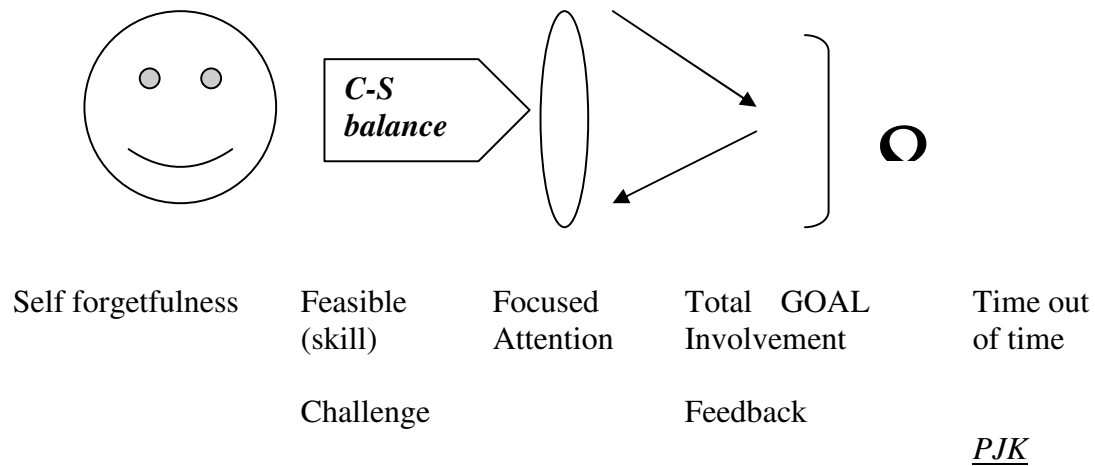 C-S
balance
Ω
Self forgetfulness
Feasible
(skill)
Challenge
Focused
Attention
Total GOAL
Involvement
Feedback
Time out
of time
PJK